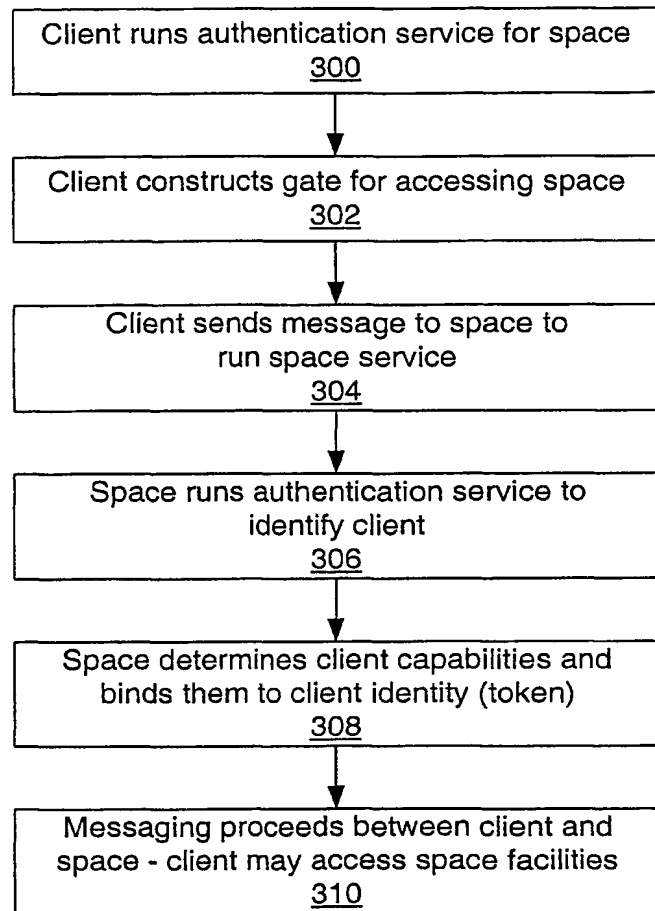 Client runs authentication service for space
300
Client constructs gate for accessing space
302
Client sends message to space to
run space service
304
Space runs authentication service to
identify client
306
Space determines client capabilities and
binds them to client identity (token)
308
Messaging proceeds between client and
space - client may access space facilities
310